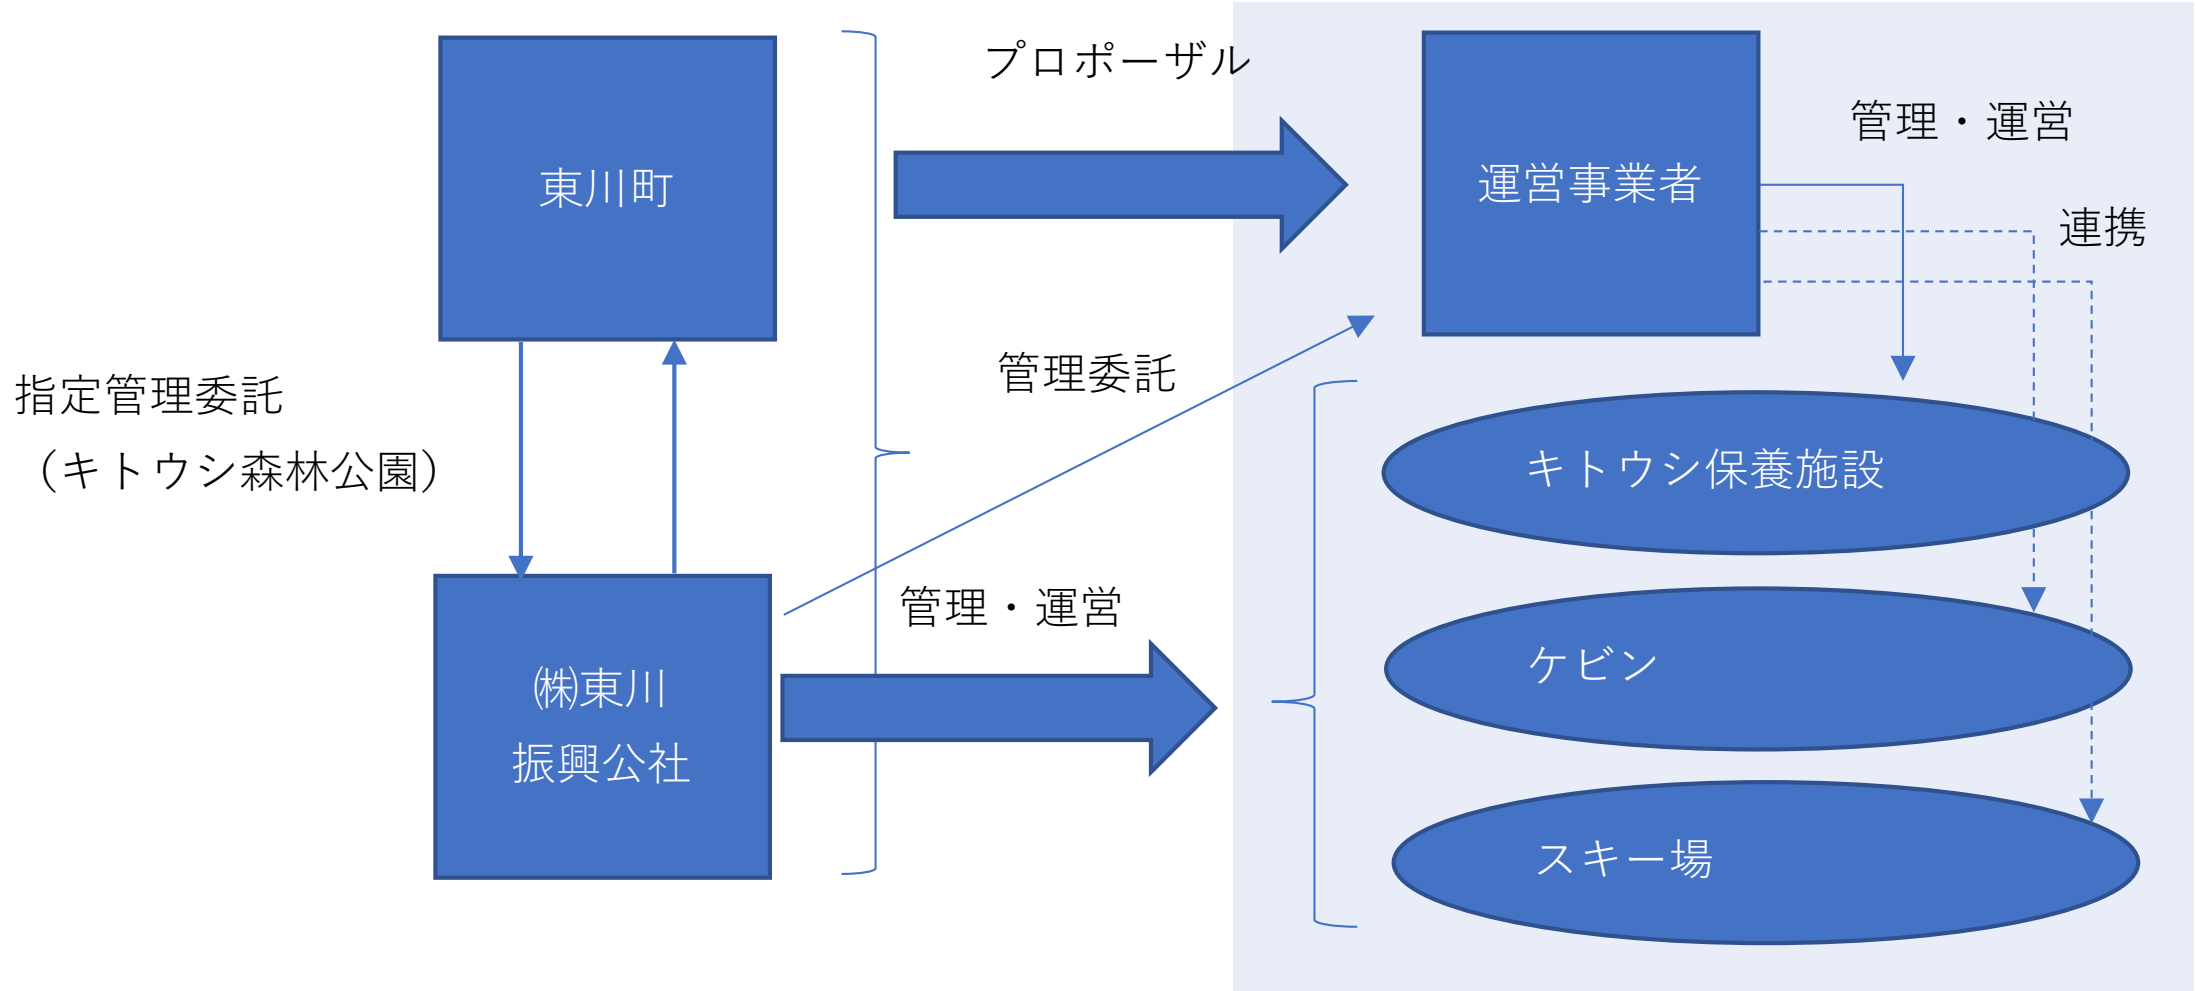 プロポーザル
東川町
運営事業者
管理・運営
連携
指定管理委託
（キトウシ森林公園）
管理委託
管理・運営
㈱東川
振興公社
キトウシ保養施設
ケビン
スキー場